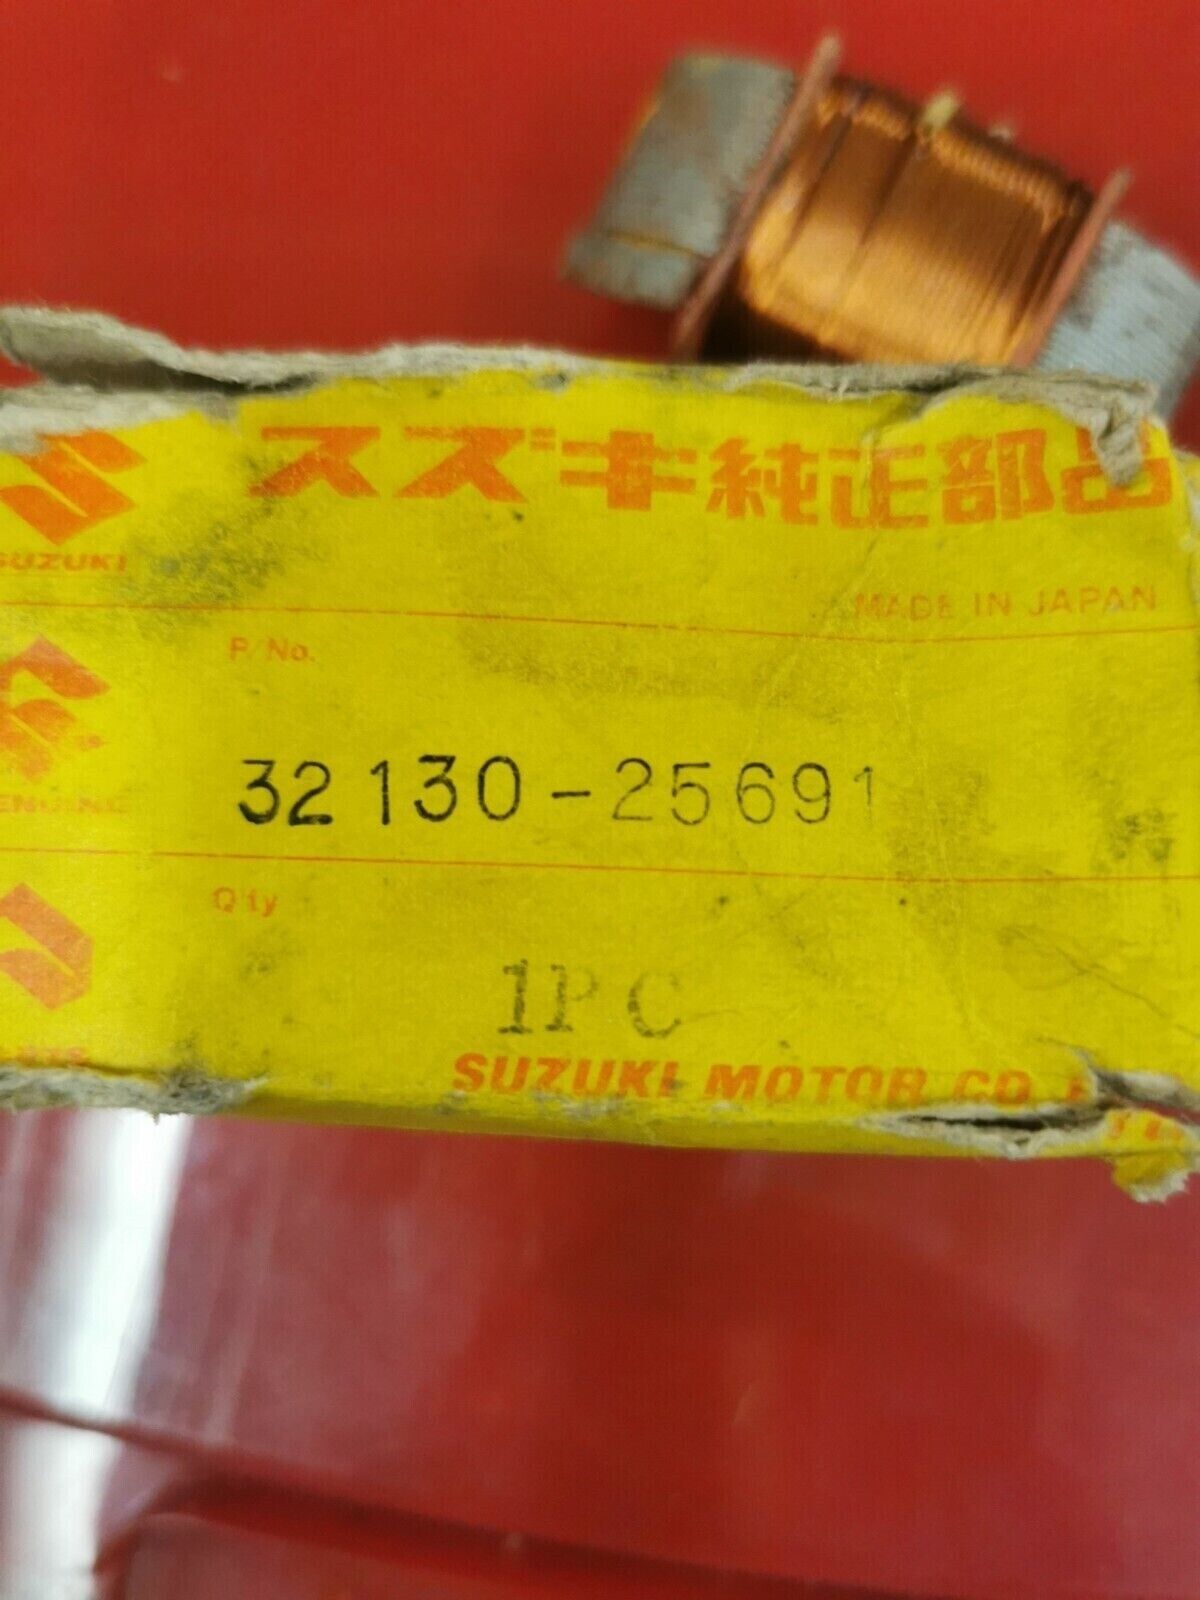 スズキ純正部品
SUZUKI
MADE IN JAPAN
P/No.
32130-25691
GENUINE
Q'ty
1PC
SUZUKI MOTOR CO.,